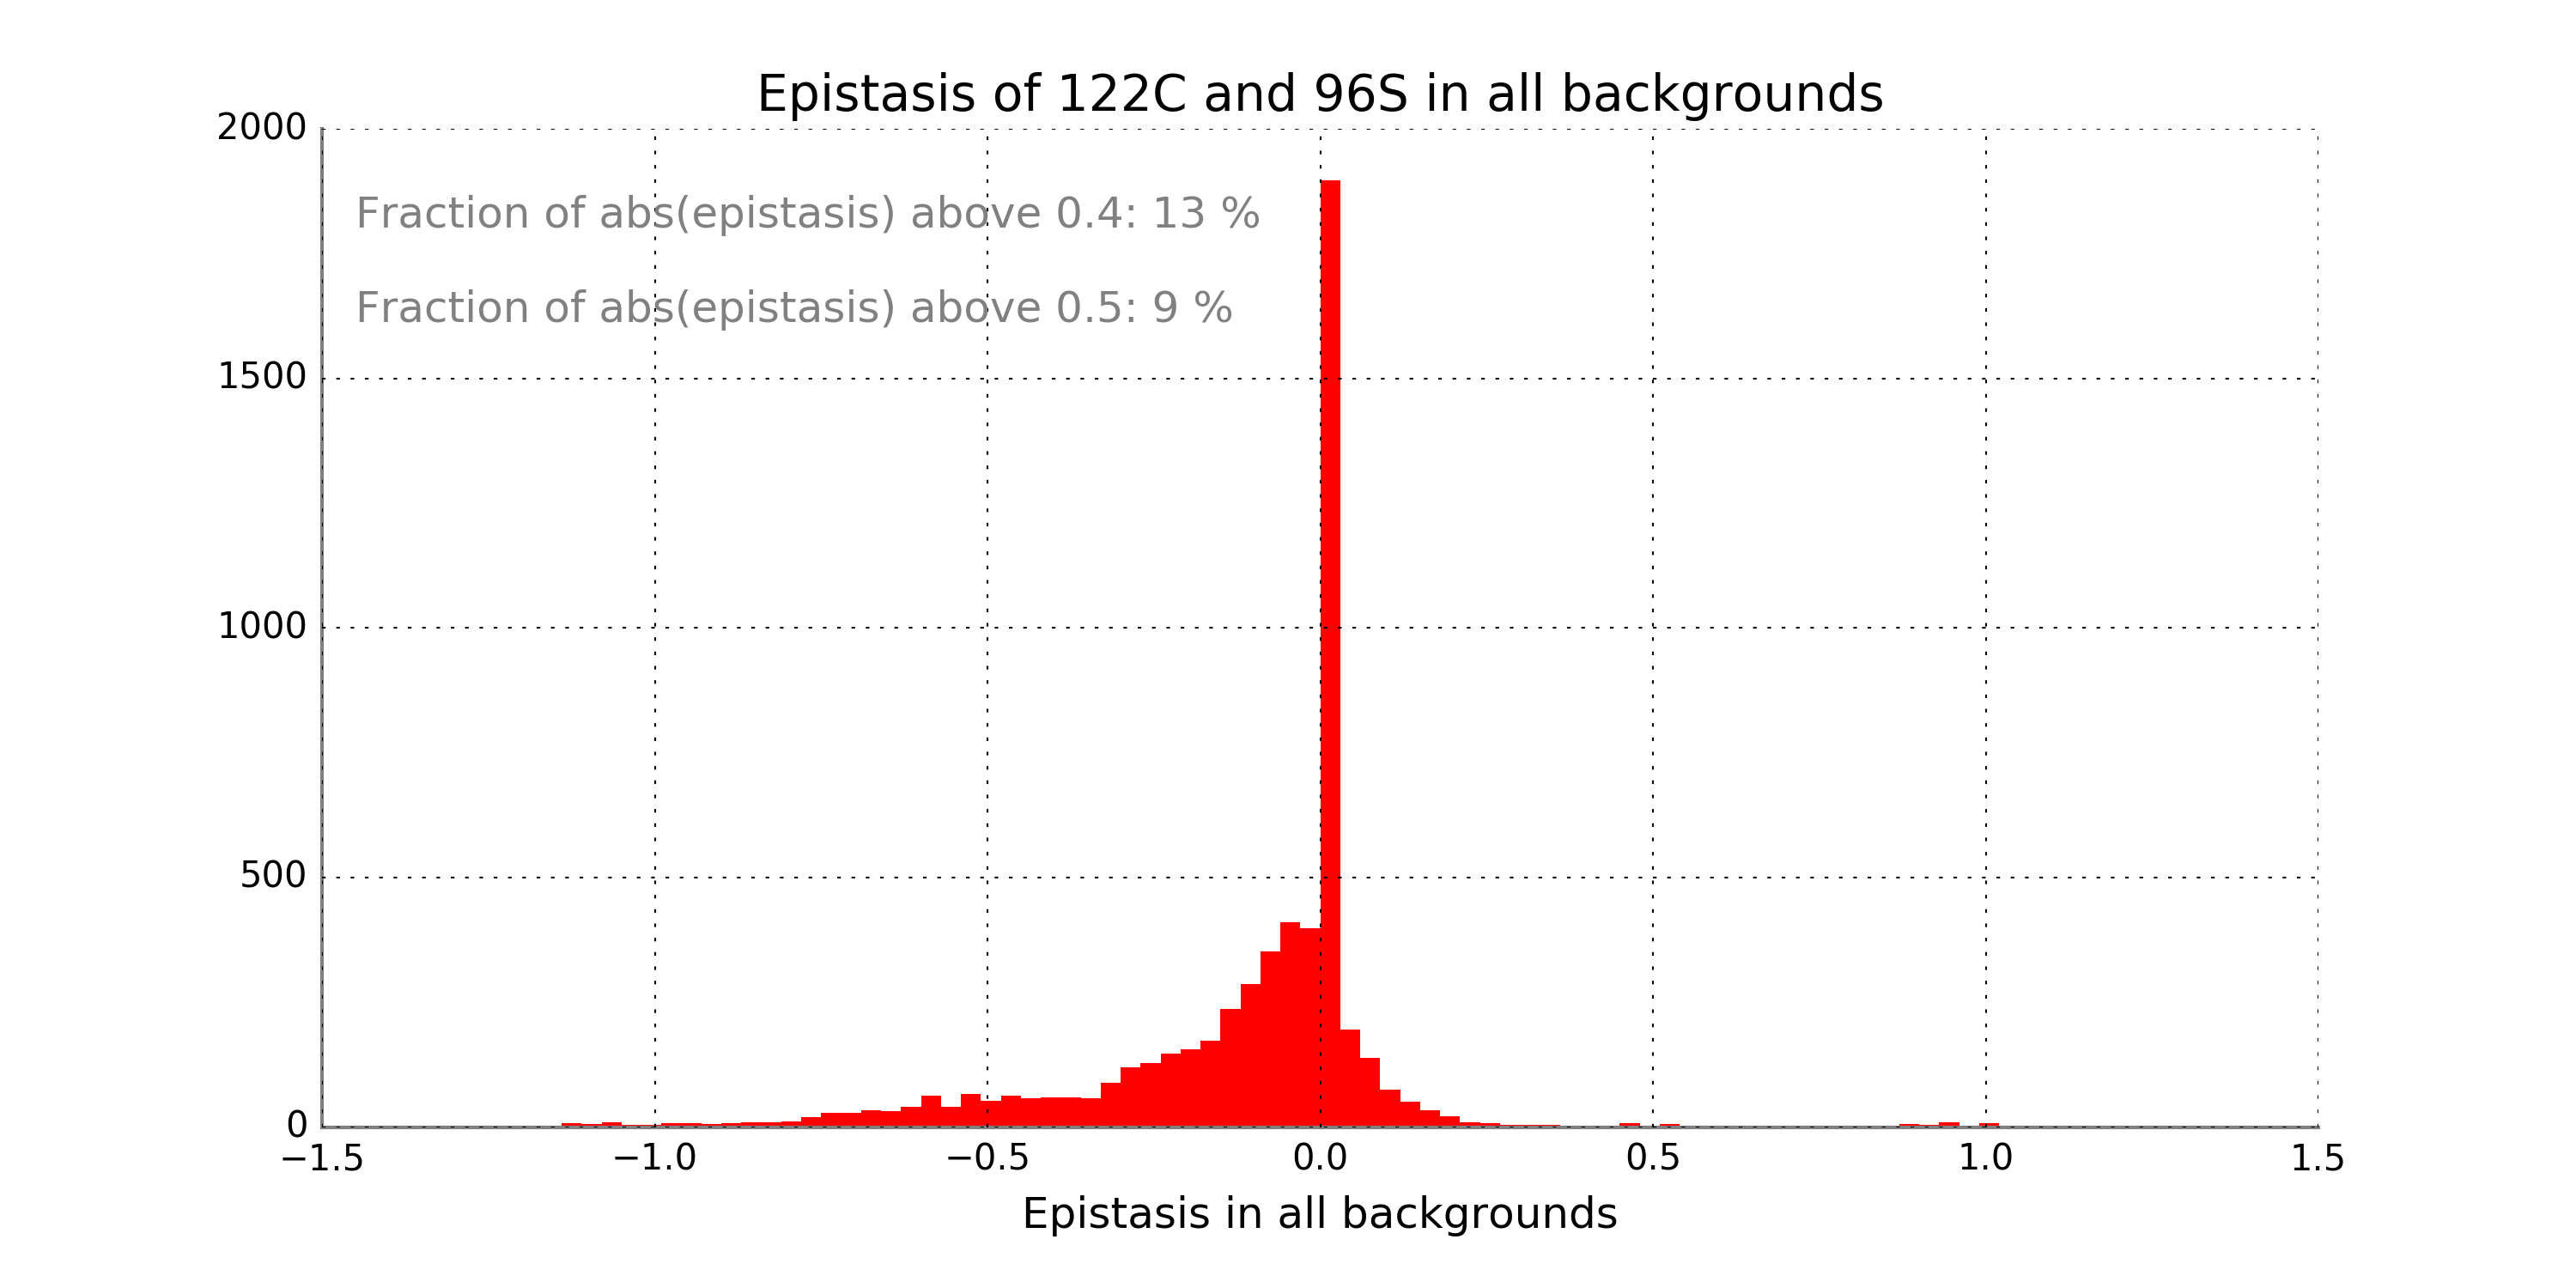 Epistasis of 122C and 96S in all backgrounds
2000
Fraction of abs(epistasis) above 0.4: 13 %
Fraction of abs(epistasis) above 0.5: 9 %
1500
1000
500
0
−1.5 −1.0 −0.5 0.0 0.5 1.0 1.5
Epistasis in all backgrounds